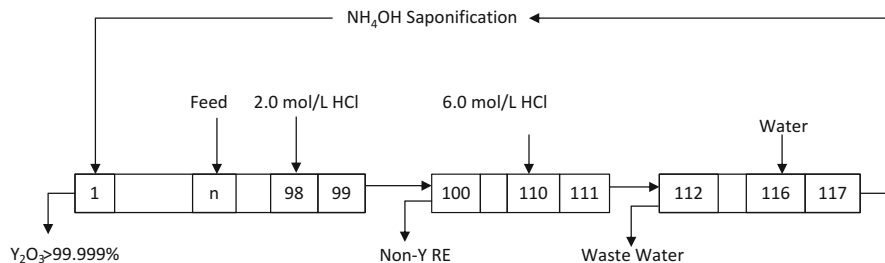 NH₄OH Saponification
Feed 2.0 mol/L HCl 6.0 mol/L HCl
Water
1 n 98 99 100 110 111 112 116 117
Y₂O₃>99.999% Non-Y RE Waste Water